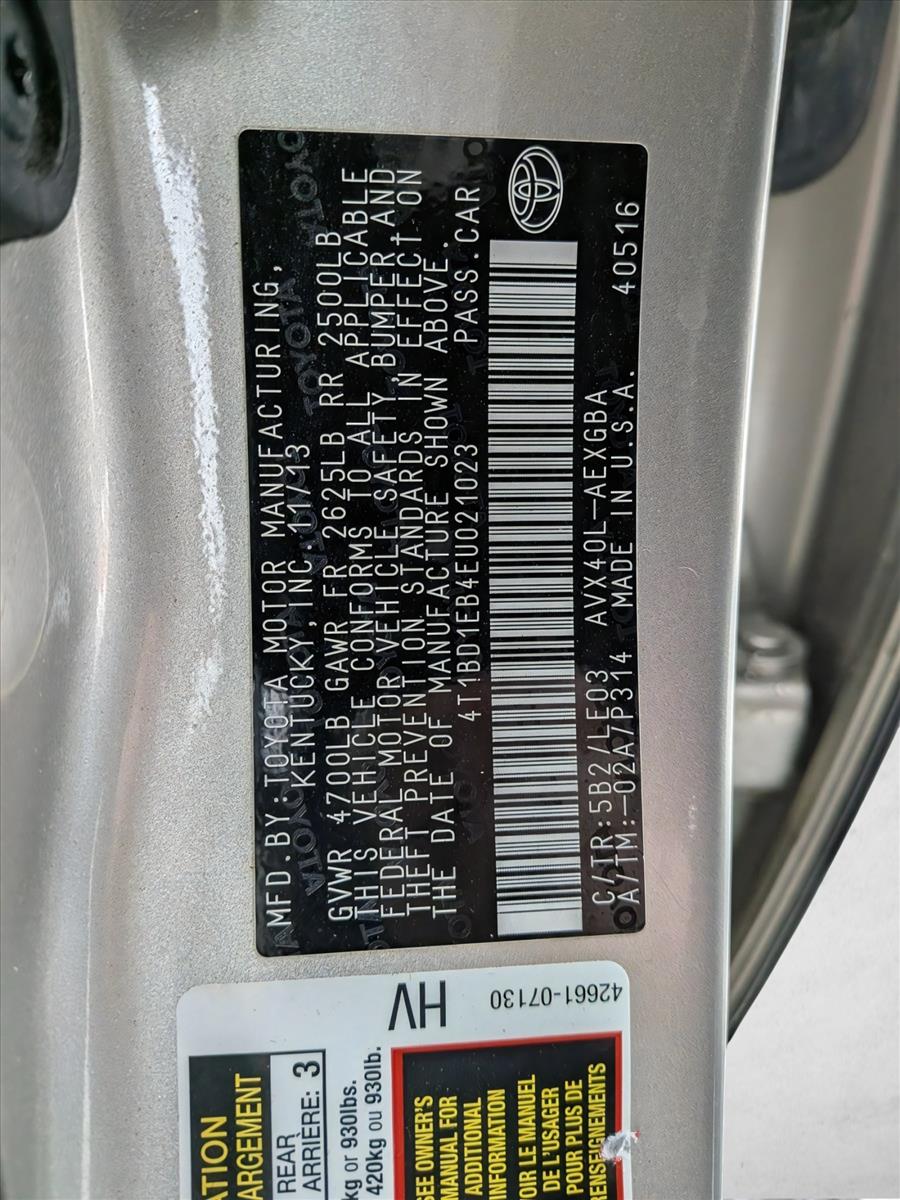 MFD.BY:TOYOTA MOTOR MANUFACTURING,
KENTUCKY,INC. 11/13
GVWR 4700LB GAWR FR 2625LB RR 2500LB
THIS VEHICLE CONFORMS TO ALL APPLICABLE
FEDERAL MOTOR VEHICLE SAFETY,BUMPER,AND
THEFT PREVENTION STANDARDS IN EFFECT ON
THE DATE OF MANUFACTURE SHOWN ABOVE.
4T1BD1EB4EU021023 PASS.CAR
C/TR:5B2/LE03 AVX40L-AEXGBA 40516
A/TM:-02A/P314 MADE IN U.S.A.
HV
42661-07130
REAR
ARRIÈRE: 3
kg or 930lbs.
420kg ou 930lb.
SEE OWNER'S
MANUAL FOR
ADDITIONAL
INFORMATION
VOIR LE MANUEL
DE L'USAGER
POUR PLUS DE
RENSEIGNEMENTS